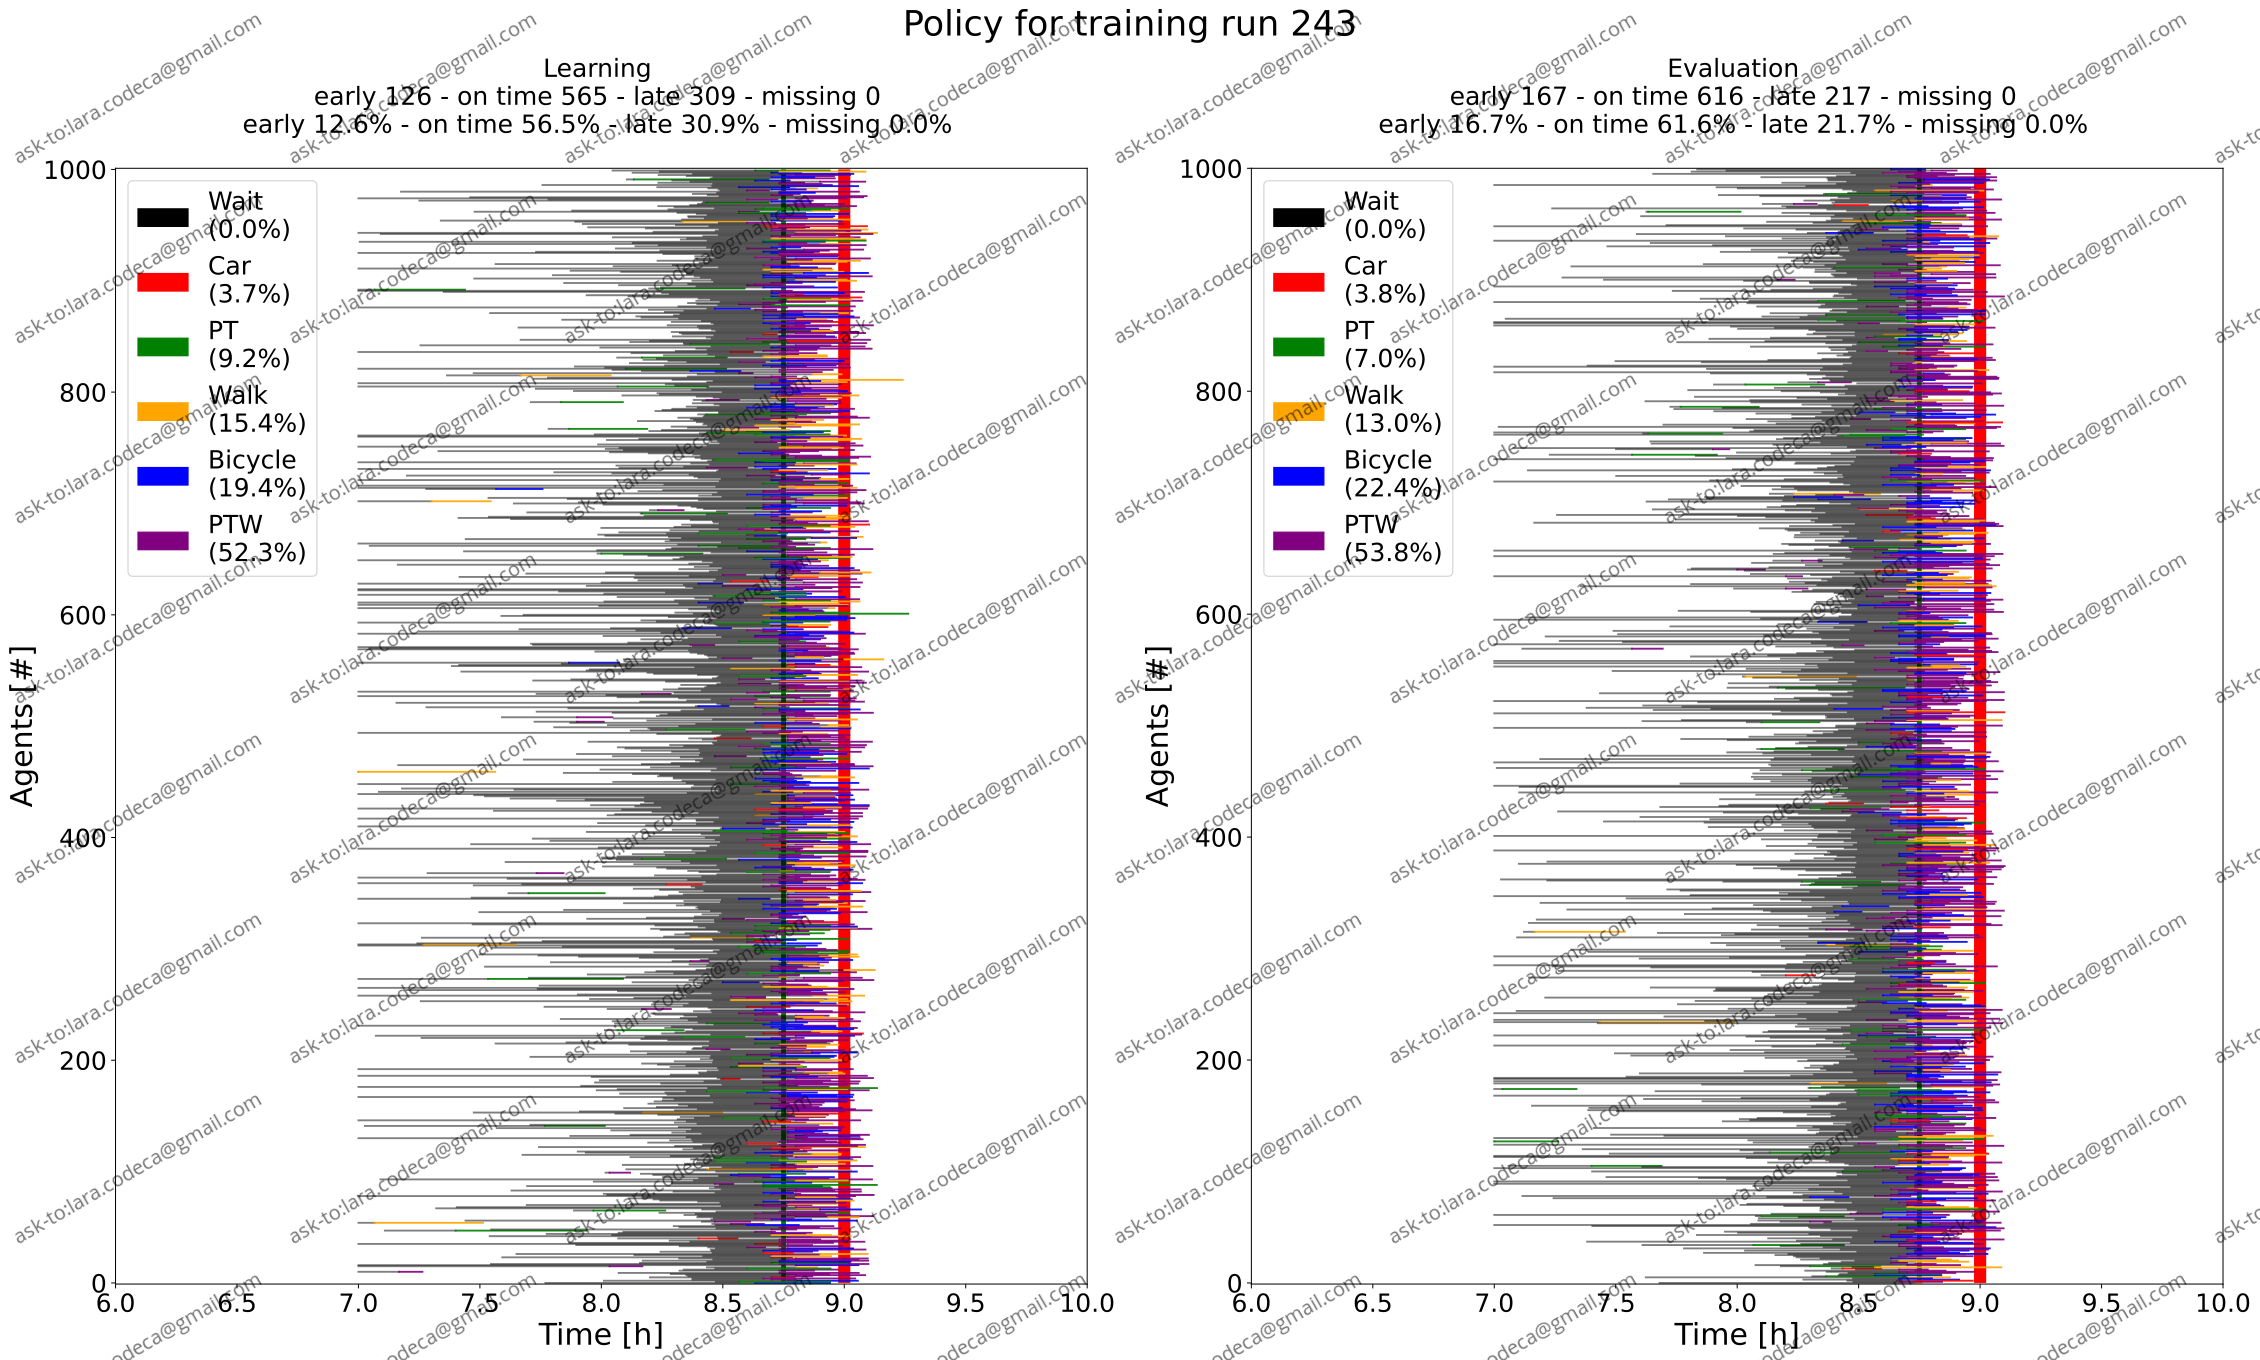 Policy for training run 243
Learning
early 126 - on time 565 - late 309 - missing 0
early 12.6% - on time 56.5% - late 30.9% - missing 0.0%
Wait
(0.0%)
Car
(3.7%)
PT
(9.2%)
Walk
(15.4%)
Bicycle
(19.4%)
PTW
(52.3%)
Agents [#]
1000
800
600
400
200
0
6.0 6.5 7.0 7.5 8.0 8.5 9.0 9.5 10.0
Time [h]
Evaluation
early 167 - on time 616 - late 217 - missing 0
early 16.7% - on time 61.6% - late 21.7% - missing 0.0%
Wait
(0.0%)
Car
(3.8%)
PT
(7.0%)
Walk
(13.0%)
Bicycle
(22.4%)
PTW
(53.8%)
Agents [#]
1000
800
600
400
200
0
6.0 6.5 7.0 7.5 8.0 8.5 9.0 9.5 10.0
Time [h]
ask-to:lara.codeca@gmail.com